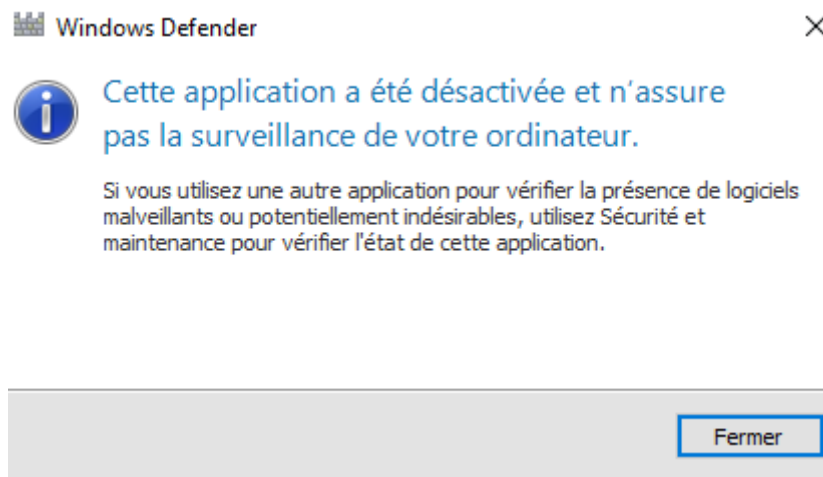 Windows Defender
Cette application a été désactivée et n’assure
pas la surveillance de votre ordinateur.
Si vous utilisez une autre application pour vérifier la présence de logiciels
malveillants ou potentiellement indésirables, utilisez Sécurité et
maintenance pour vérifier l'état de cette application.
Fermer